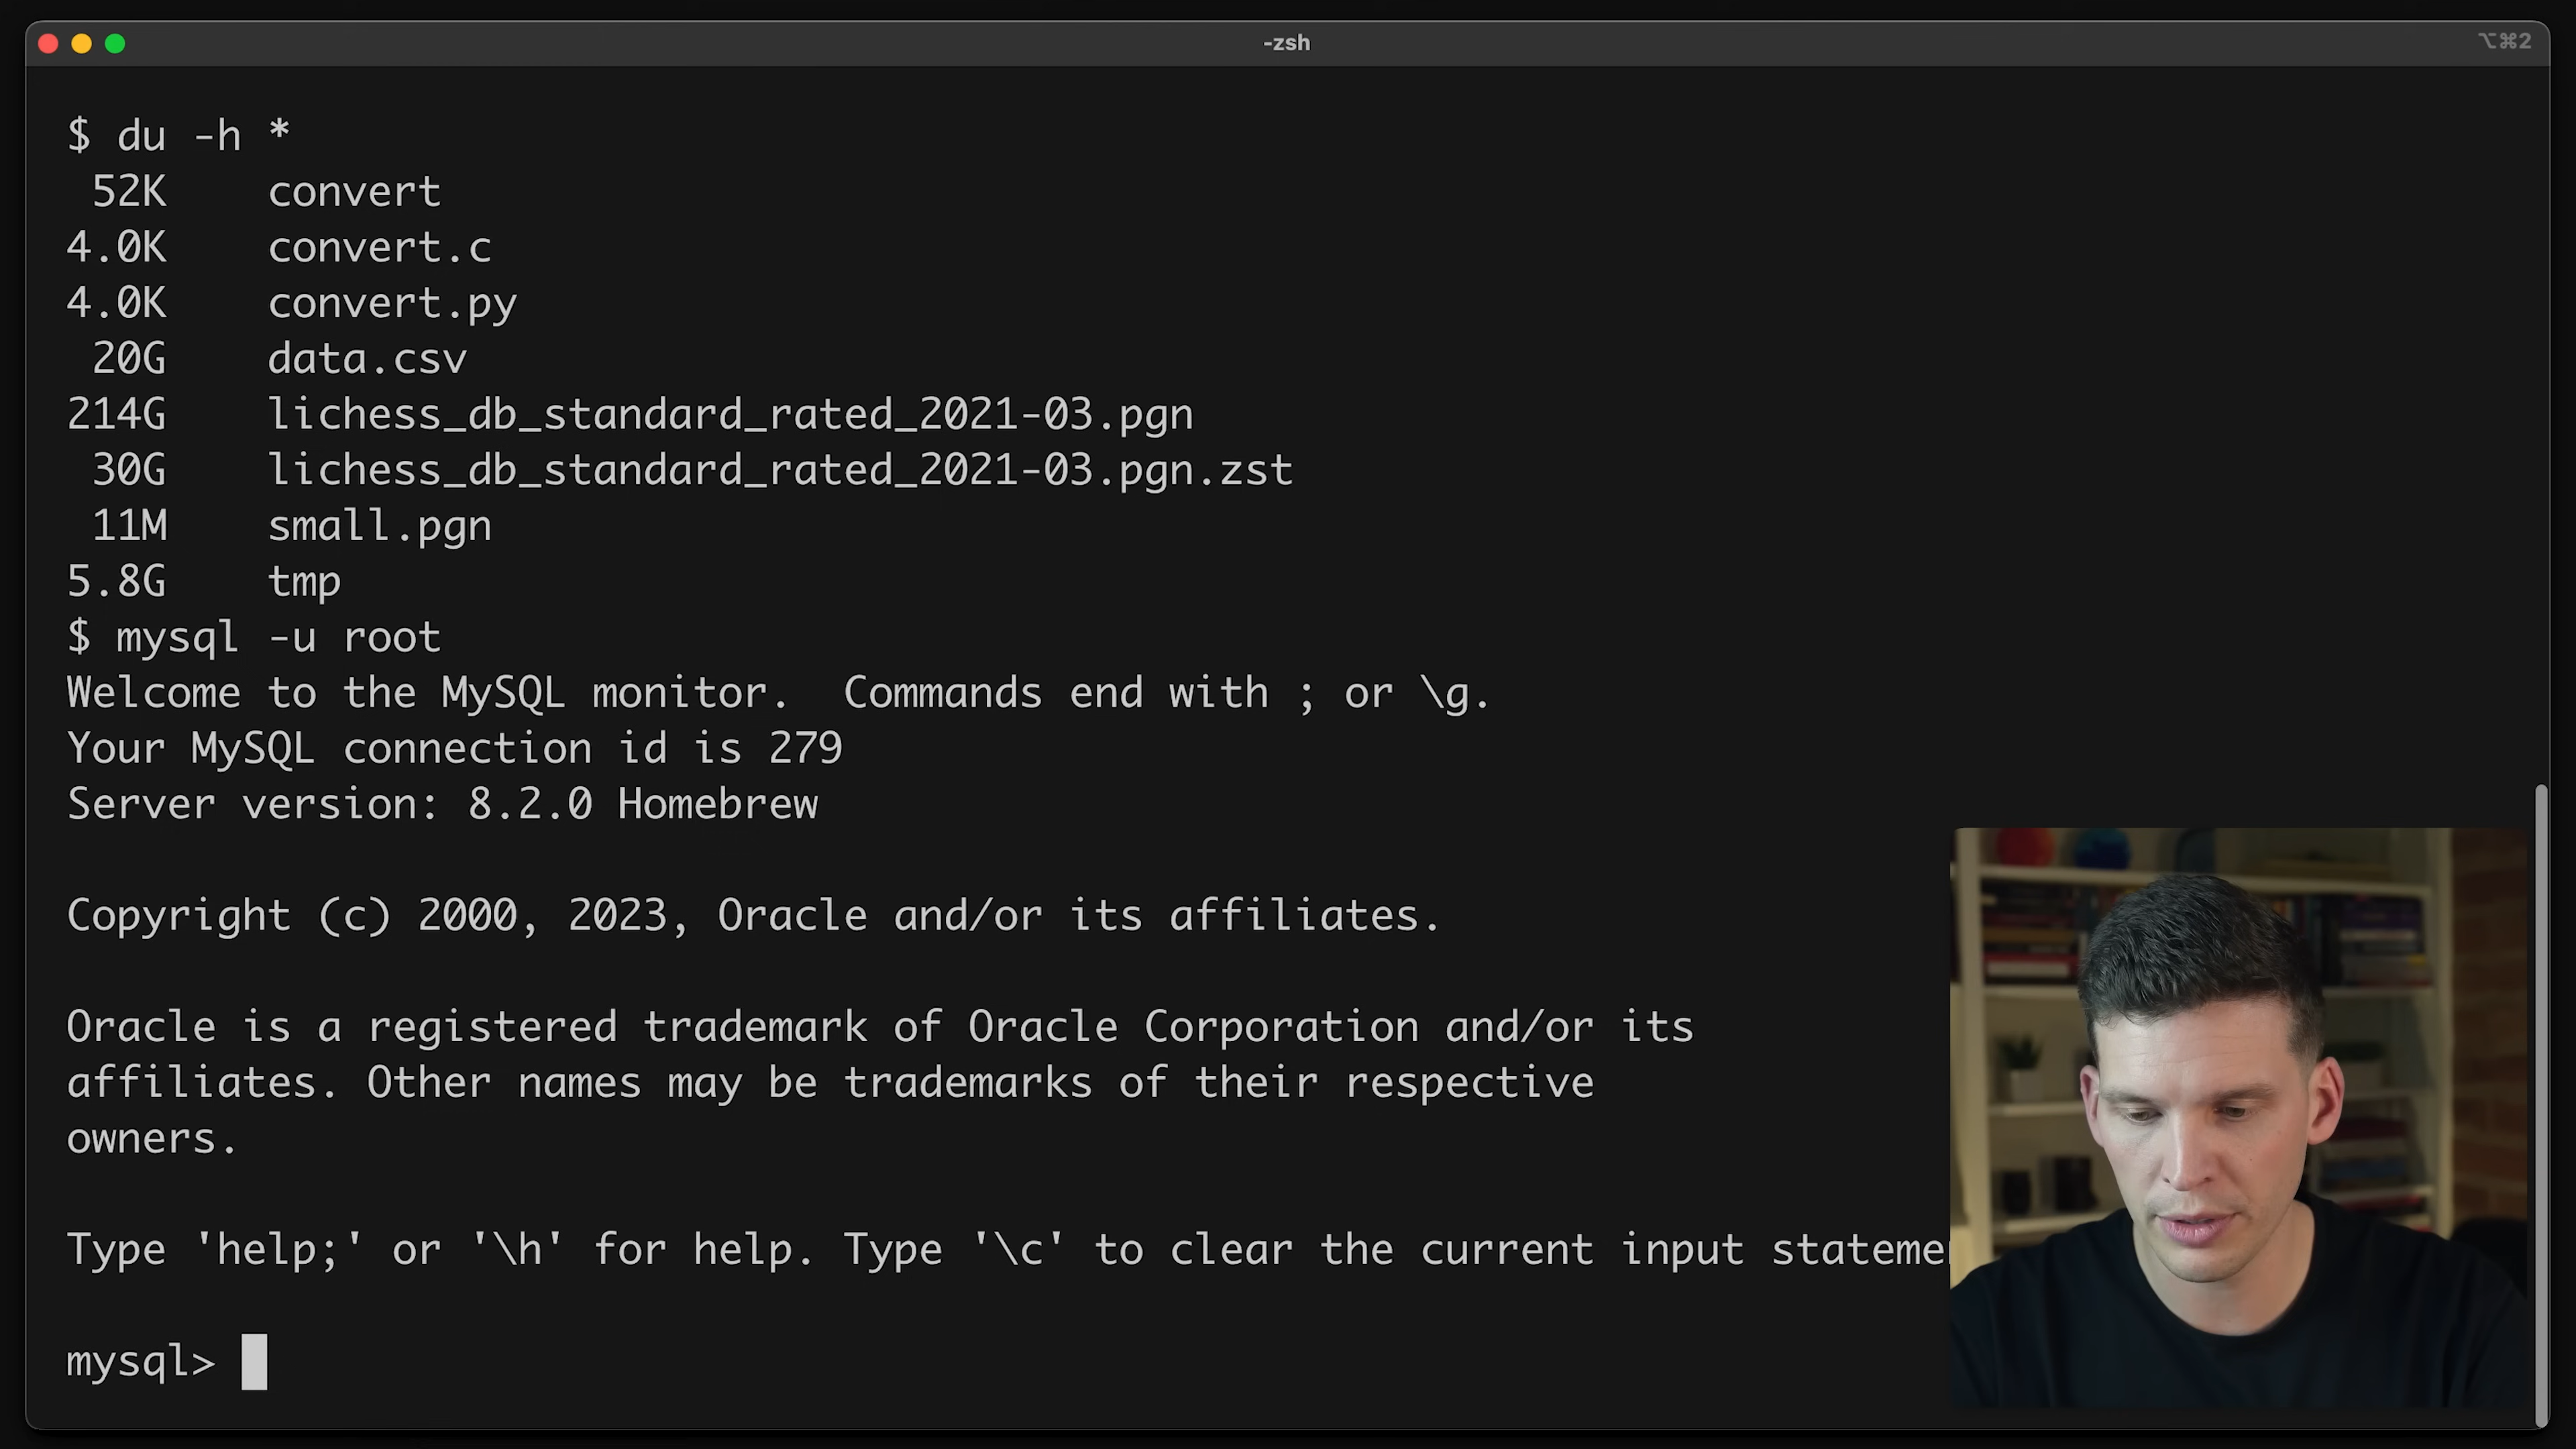 -zsh
⌥⌘2
$ du -h *
52K convert
4.0K convert.c
4.0K convert.py
20G data.csv
214G lichess_db_standard_rated_2021-03.pgn
30G lichess_db_standard_rated_2021-03.pgn.zst
11M small.pgn
5.8G tmp
$ mysql -u root
Welcome to the MySQL monitor.  Commands end with ; or \g.
Your MySQL connection id is 279
Server version: 8.2.0 Homebrew
Copyright (c) 2000, 2023, Oracle and/or its affiliates.
Oracle is a registered trademark of Oracle Corporation and/or its
affiliates. Other names may be trademarks of their respective
owners.
Type 'help;' or '\h' for help. Type '\c' to clear the current input
mysql>